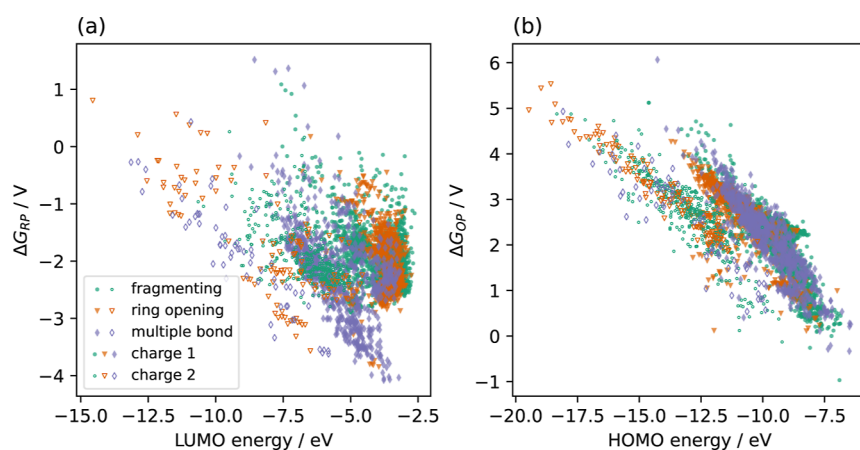 (a)
ΔG_RP / V
1
0
−1
−2
−3
−4
fragmenting
ring opening
multiple bond
charge 1
charge 2
−15.0 −12.5 −10.0 −7.5 −5.0 −2.5
LUMO energy / eV
(b)
ΔG_OP / V
6
5
4
3
2
1
0
−1
−20.0 −17.5 −15.0 −12.5 −10.0 −7.5
HOMO energy / eV